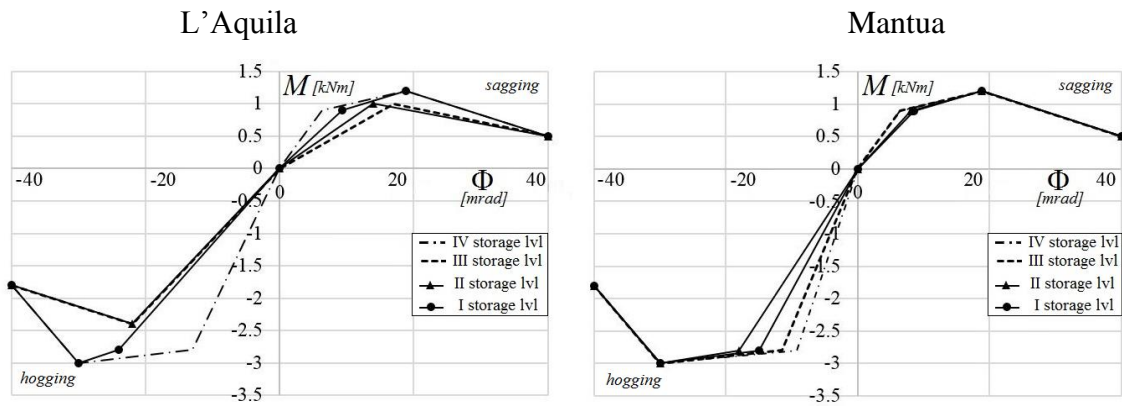 L’Aquila
Mantua
1.5
M [kNm]
sagging
1
0.5
0
-40
-20
0
20
40
Φ
[mrad]
-0.5
-1
-1.5
-2
-2.5
-3
-3.5
IV storage lvl
III storage lvl
II storage lvl
I storage lvl
hogging
1.5
M [kNm]
sagging
1
0.5
0
-40
-20
0
20
40
Φ
[mrad]
-0.5
-1
-1.5
-2
-2.5
-3
-3.5
IV storage lvl
III storage lvl
II storage lvl
I storage lvl
hogging